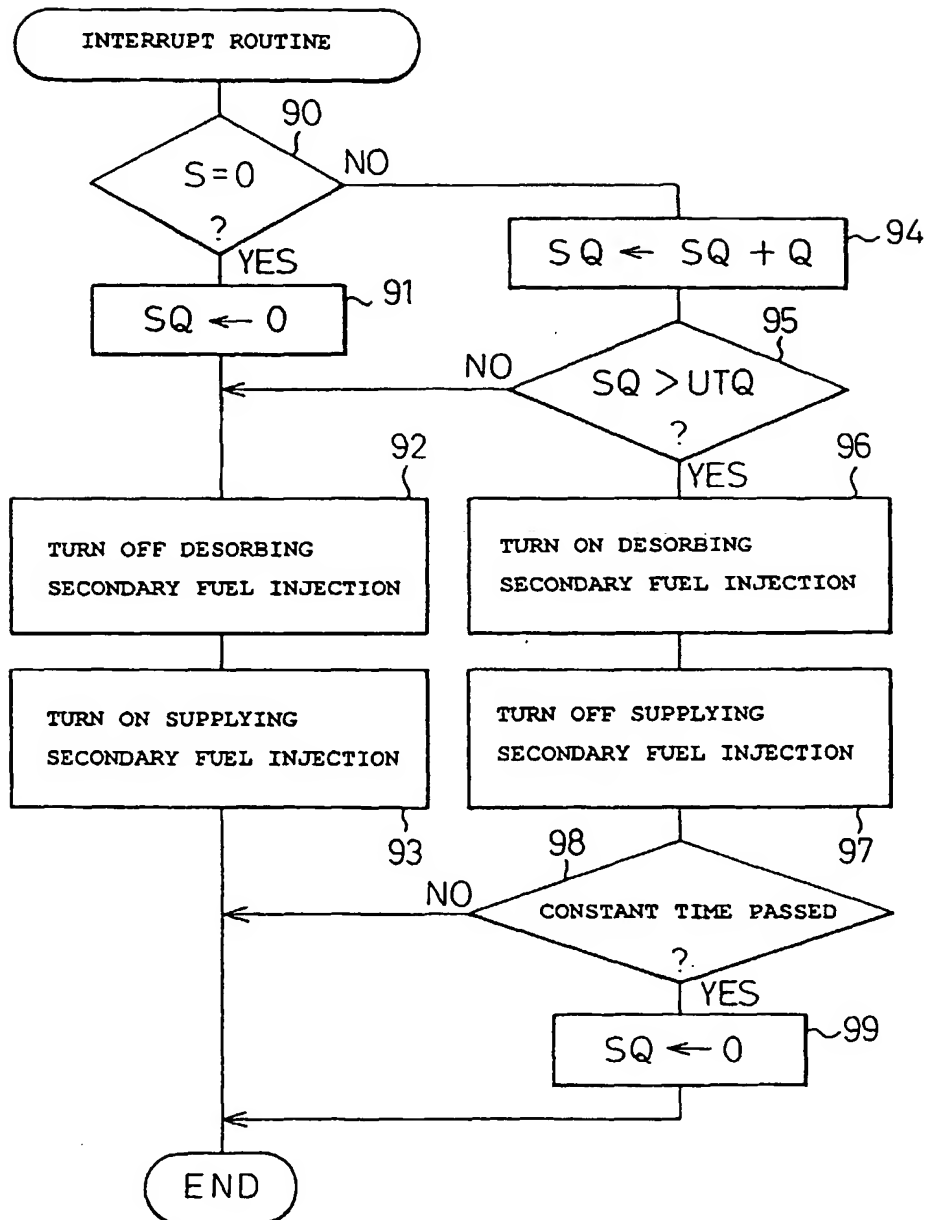 INTERRUPT ROUTINE
90
S=0
?
NO
YES
SQ ← SQ + Q
94
SQ ← 0
91
95
SQ > UTQ
?
NO
YES
92
TURN OFF DESORBING
SECONDARY FUEL INJECTION
96
TURN ON DESORBING
SECONDARY FUEL INJECTION
TURN ON SUPPLYING
SECONDARY FUEL INJECTION
93
TURN OFF SUPPLYING
SECONDARY FUEL INJECTION
97
98
CONSTANT TIME PASSED
?
NO
YES
SQ ← 0
99
END